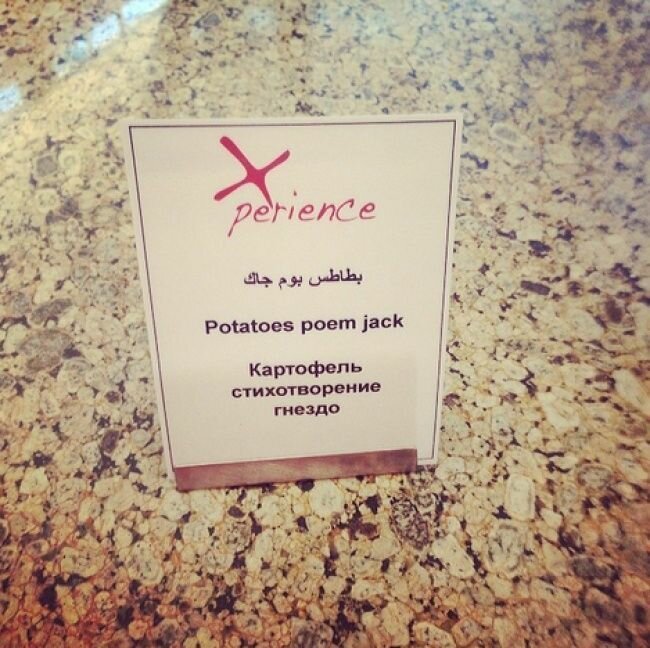 Xperience
بطاطس بوم جاك
Potatoes poem jack
Картофель
стихотворение
гнездо